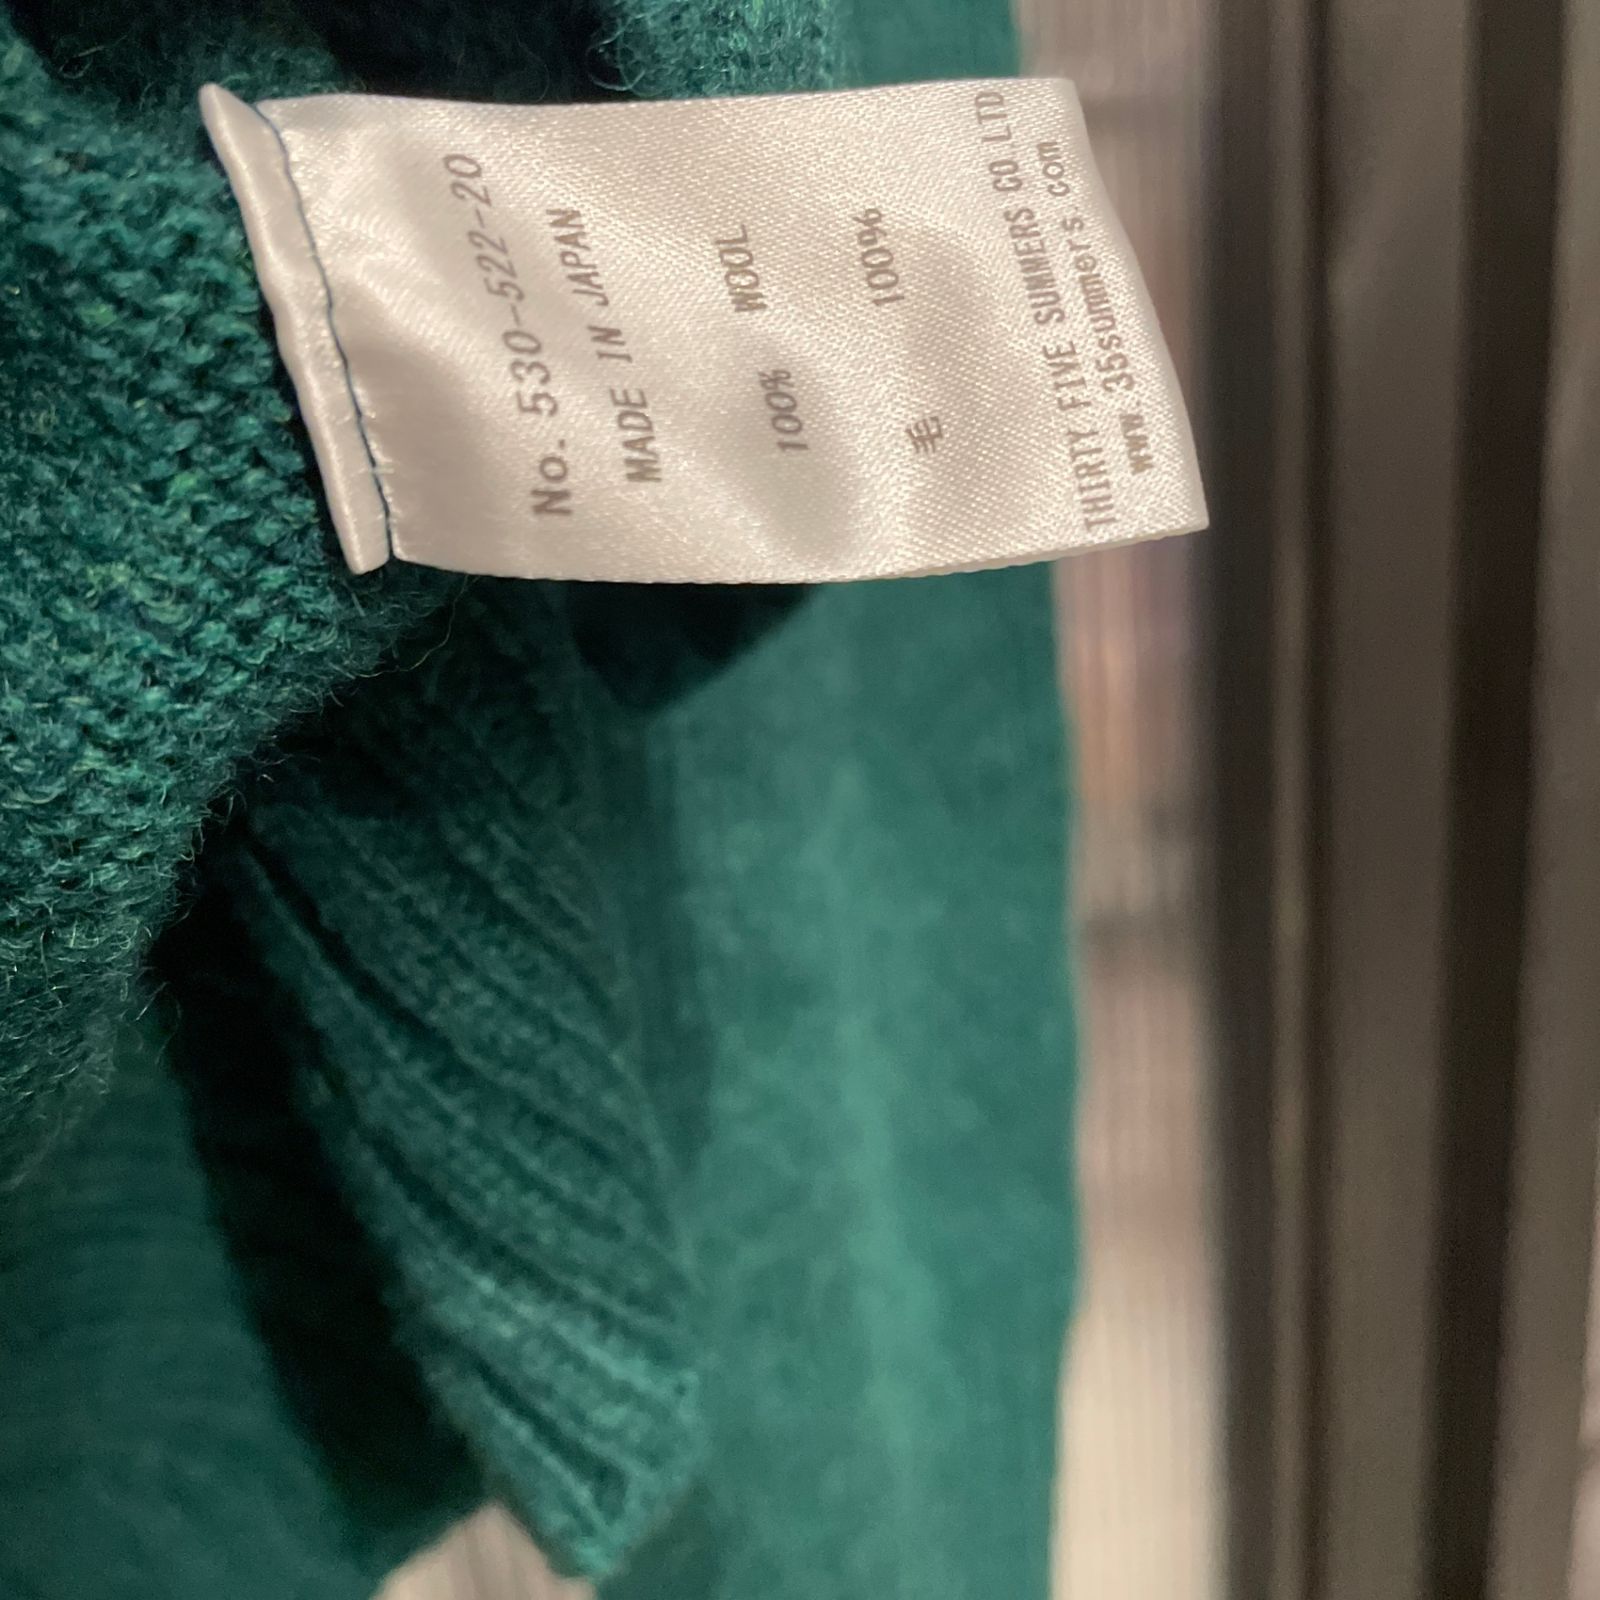 No. 530-522-20
MADE IN JAPAN
100% WOOL
毛 100%
THIRTY FIVE SUMMERS CO.LTD
www.35summers.com